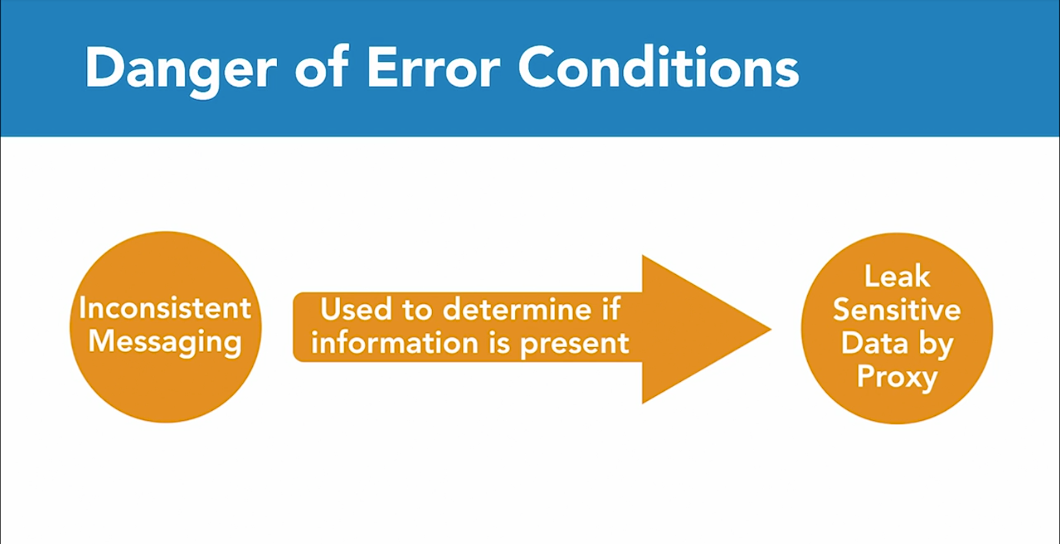 Danger of Error Conditions
Inconsistent
Messaging
Used to determine if
information is present
Leak
Sensitive
Data by
Proxy